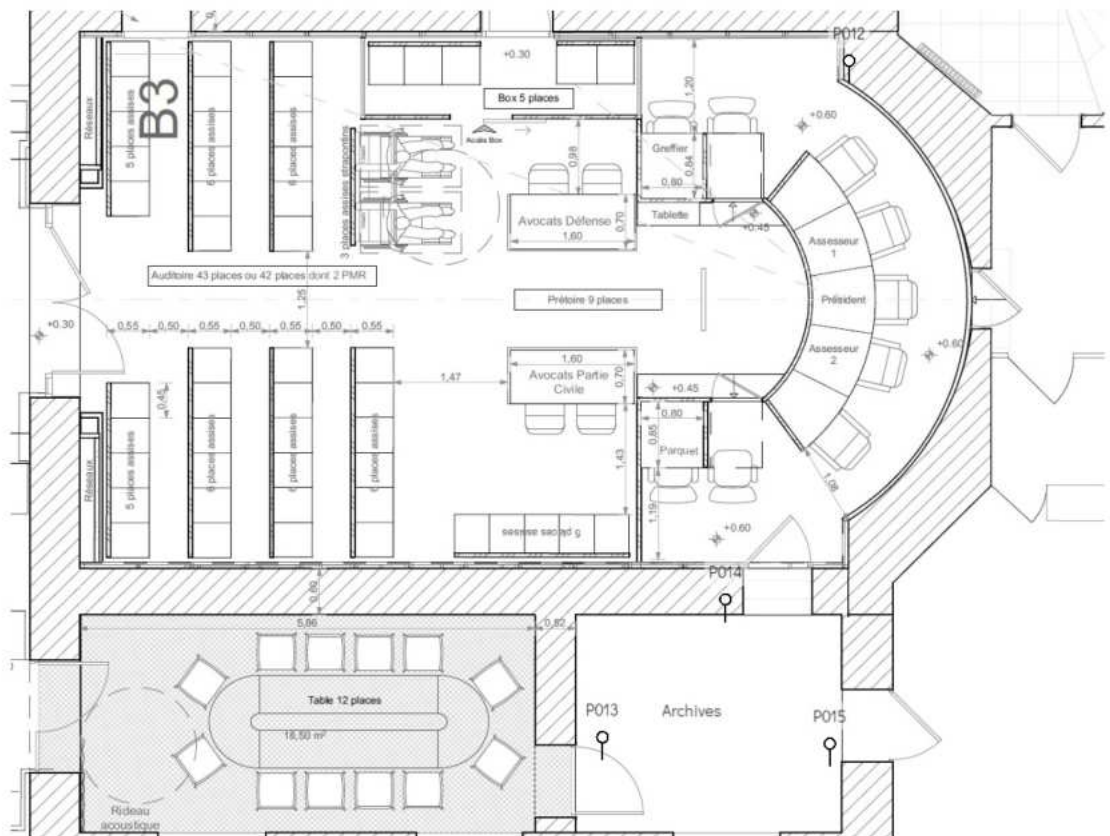 P012
+0.30
Box 5 places
Accès Box
1,20
+0.60
B3
Réseaux
5 places assises
6 places assises
6 places assises
3 places assises strapontins
0,98
Greffier
0,84
0,80
Tablette
+0.45
Avocats Défense
1,60
0,70
Assesseur
1
Auditoire 43 places ou 42 places dont 2 PMR
1,25
Prétoire 9 places
Président
+0.30
0,55
0,50
0,55
0,50
0,55
0,50
0,55
Assesseur
2
+0.60
1,60
Avocats Partie
Civile
0,70
1,47
+0.45
0,45
0,80
0,85
Parquet
Réseaux
5 places assises
6 places assises
6 places assises
6 places assises
1,43
1,19
1,08
5 places assises
+0.60
P014
0,69
5,86
0,52
Table 12 places
18,50 m²
P013
Archives
P015
Rideau
acoustique